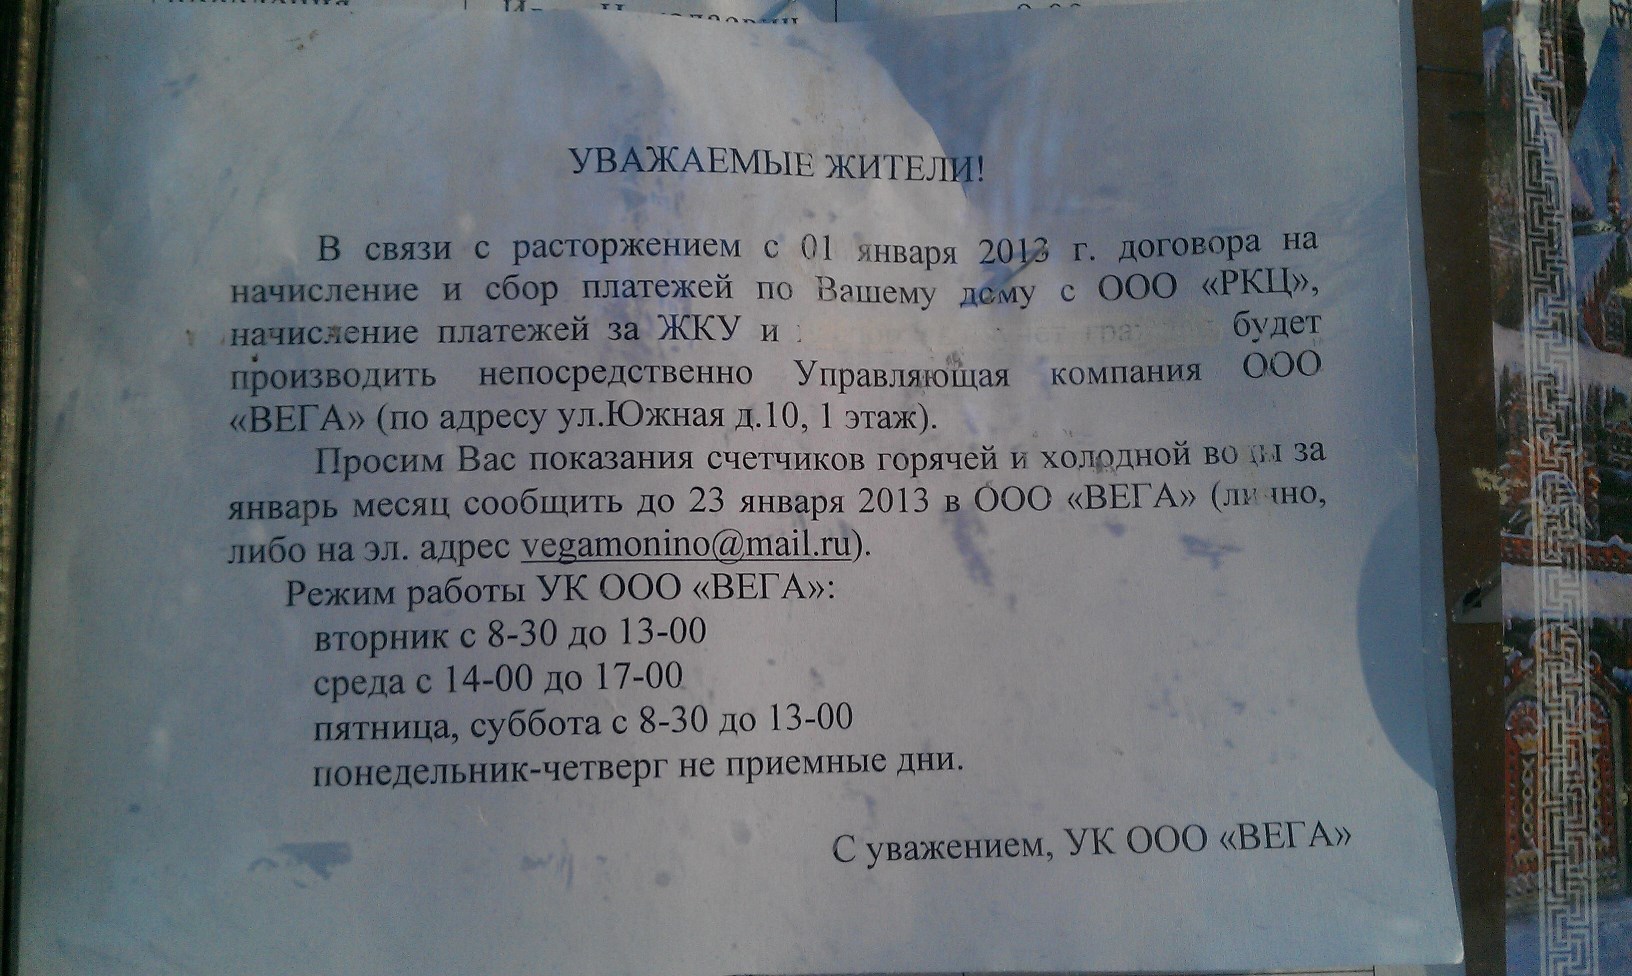 УВАЖАЕМЫЕ ЖИТЕЛИ!
В связи с расторжением с 01 января 2013 г. договора на
начисление и сбор платежей по Вашему дому с ООО «РКЦ»,
начисление платежей за ЖКУ и будет
производить непосредственно Управляющая компания ООО
«ВЕГА» (по адресу ул.Южная д.10, 1 этаж).
Просим Вас показания счетчиков горячей и холодной воды за
январь месяц сообщить до 23 января 2013 в ООО «ВЕГА» (лично,
либо на эл. адрес vegamonino@mail.ru).
Режим работы УК ООО «ВЕГА»:
вторник с 8-30 до 13-00
среда с 14-00 до 17-00
пятница, суббота с 8-30 до 13-00
понедельник-четверг не приемные дни.
С уважением, УК ООО «ВЕГА»